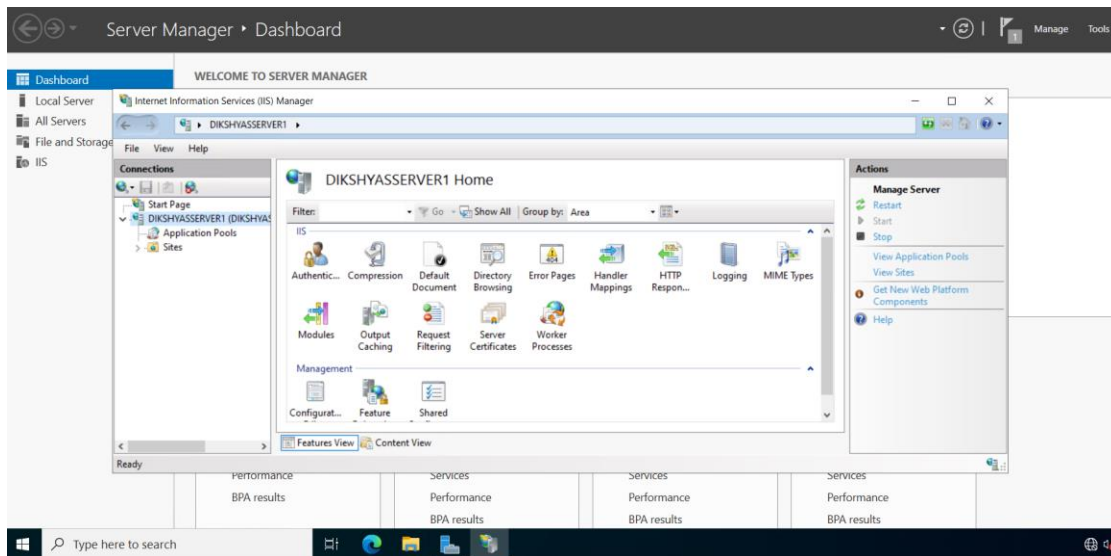 Server Manager ▸ Dashboard
1
Manage
Tools
Dashboard
Local Server
All Servers
File and Storage
IIS
WELCOME TO SERVER MANAGER
Internet Information Services (IIS) Manager
DIKSHYASSERVER1
File View Help
Connections
Start Page
DIKSHYASSERVER1 (DIKSHYAS
Application Pools
Sites
DIKSHYASSERVER1 Home
Filter: Go Show All Group by: Area
IIS
Authentic... Compression Default Document Directory Browsing Error Pages Handler Mappings HTTP Respon... Logging MIME Types
Modules Output Caching Request Filtering Server Certificates Worker Processes
Management
Configurat... Feature Shared
Features View Content View
Ready
Actions
Manage Server
Restart
Start
Stop
View Application Pools
View Sites
Get New Web Platform
Components
Help
Performance Services Services Services
BPA results Performance Performance Performance
BPA results BPA results BPA results
Type here to search